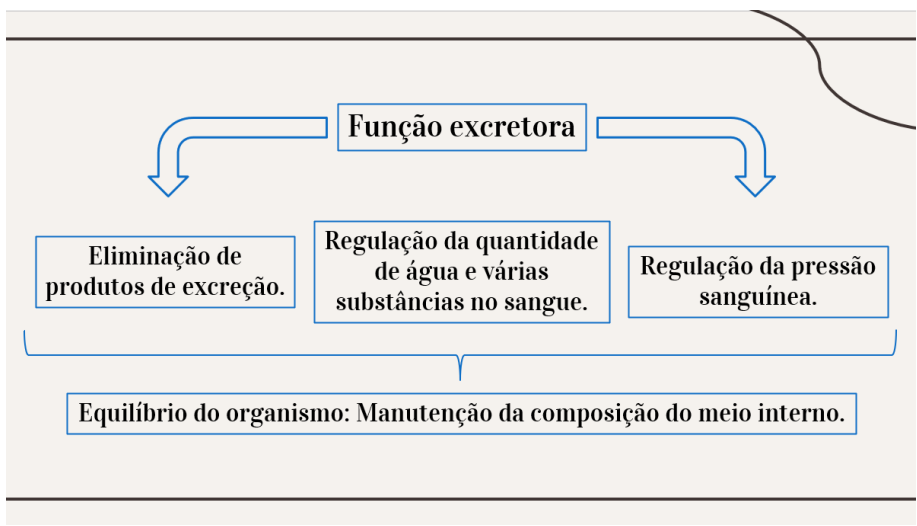 Função excretora
Eliminação de
produtos de excreção.
Regulação da quantidade
de água e várias
substâncias no sangue.
Regulação da pressão
sanguínea.
Equilíbrio do organismo: Manutenção da composição do meio interno.